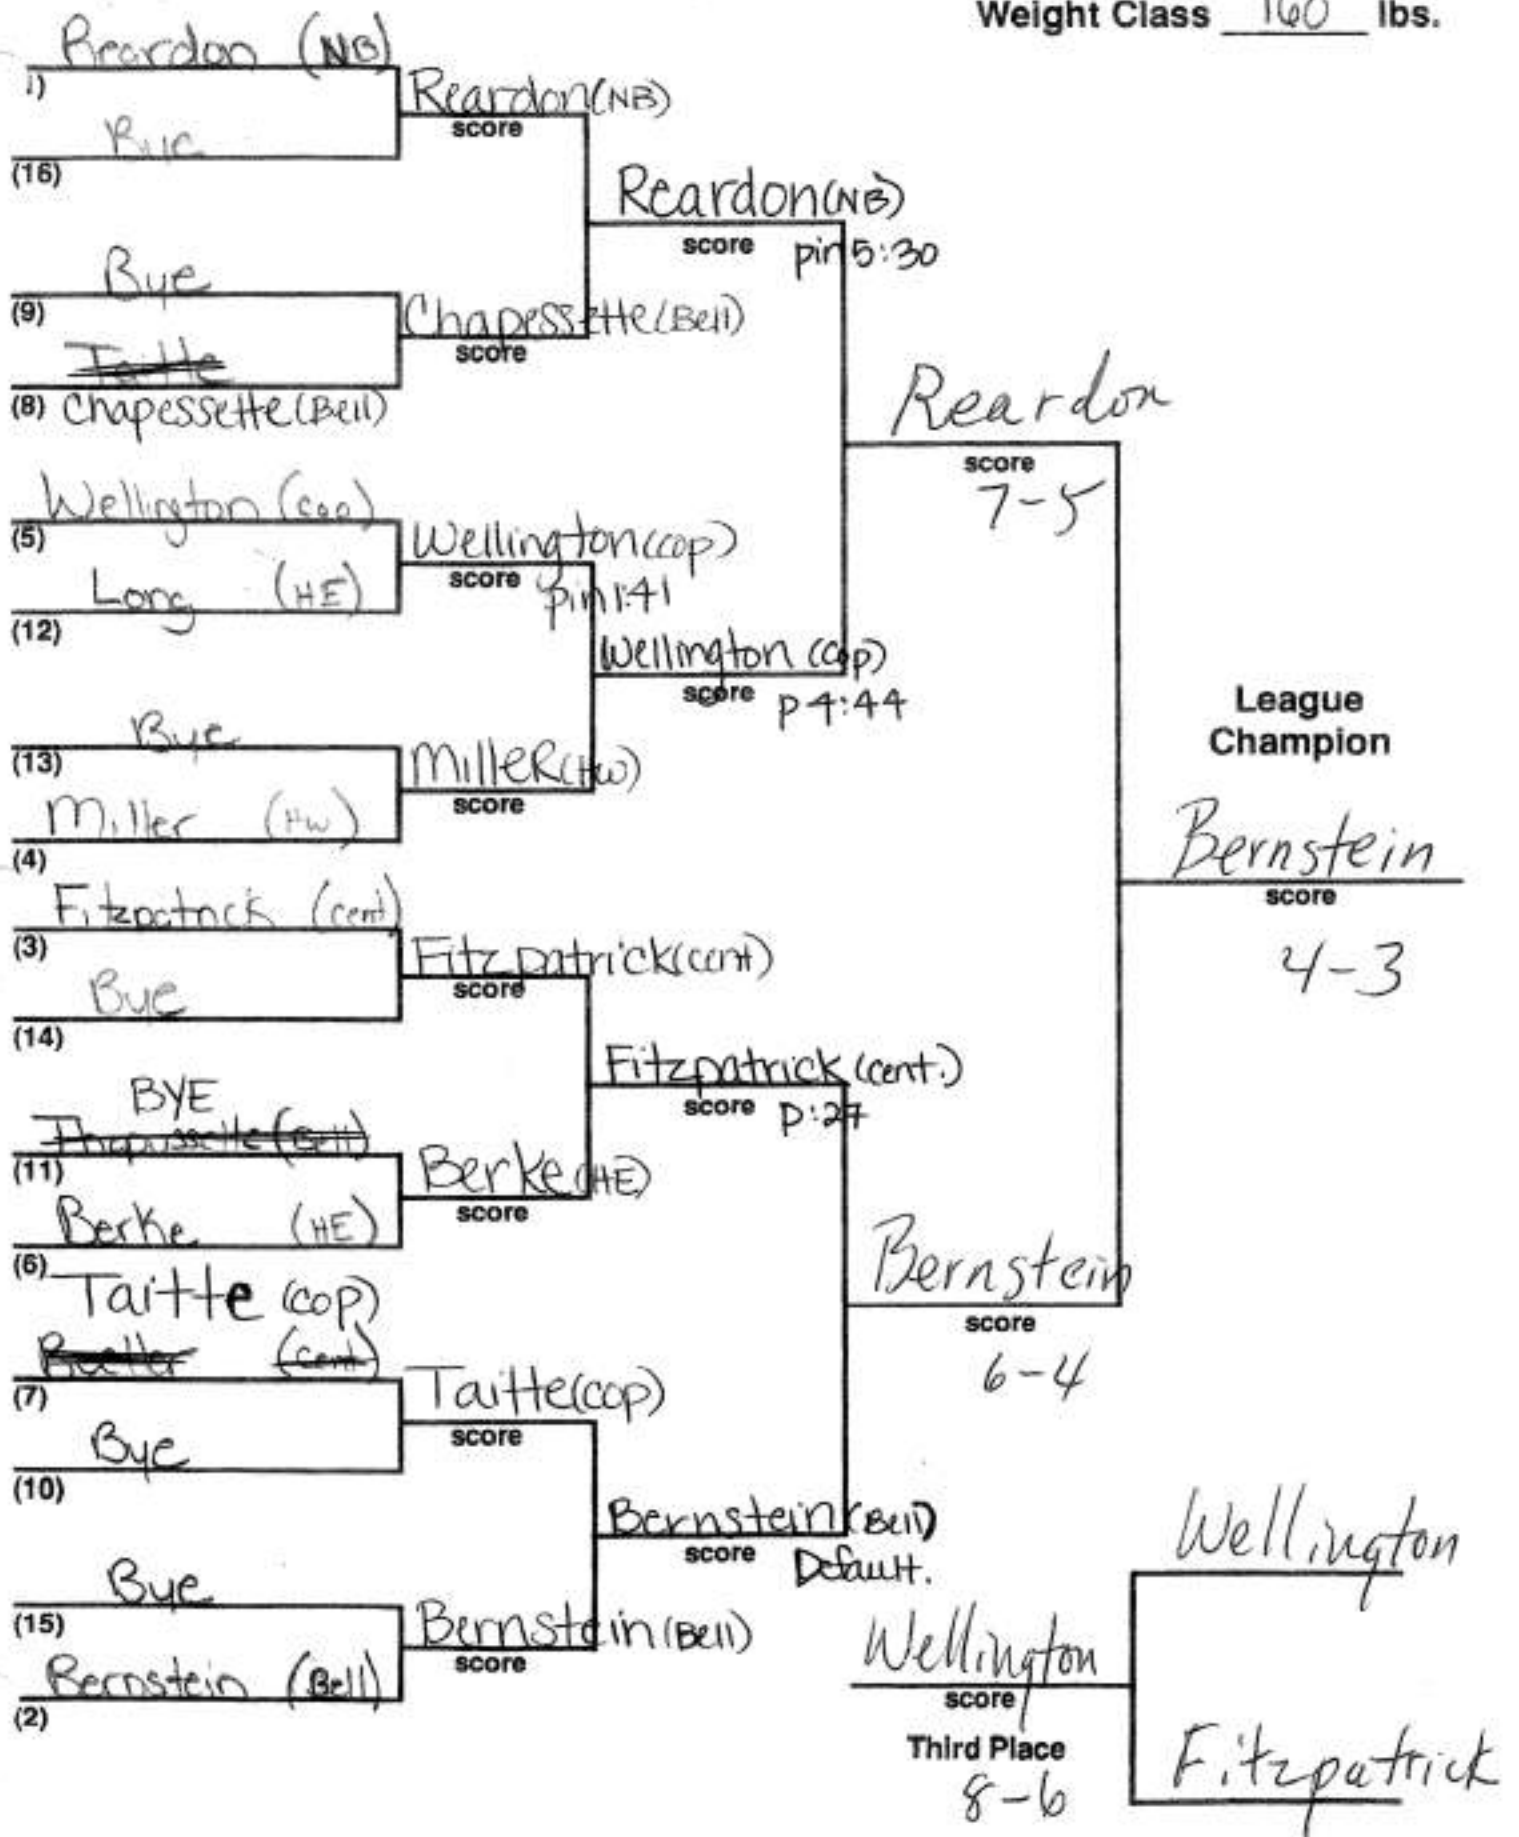 Weight Class 160 lbs.
Reardon (NB)
1)
Reardon (NB)
score
Bye
(16)
Reardon (NB)
score pin 5:30
Bye
(9)
Chapessette (Bell)
score
Taitte
(8) Chapessette (Bell)
Reardon
score
7-5
Wellington (Cop)
(5)
Wellington (Cop)
score pin 1:41
Long (HE)
(12)
Wellington (Cop)
score p 4:44
Bye
(13)
Miller (HW)
score
Miller (HW)
(4)
League
Champion
Bernstein
score
4-3
Fitzpatrick (Cent)
(3)
Fitzpatrick (Cent)
score
Bye
(14)
Fitzpatrick (Cent.)
score p :27
BYE
(Bell)
(11)
Berke (HE)
score
Berke (HE)
(6)
Bernstein
score
6-4
Taitte (COP)
(Cent)
(7)
Taitte (COP)
score
Bye
(10)
Bernstein (Bell)
score Default.
Bye
(15)
Bernstein (Bell)
score
Bernstein (Bell)
(2)
Wellington
Wellington
score
Third Place
8-6
Fitzpatrick